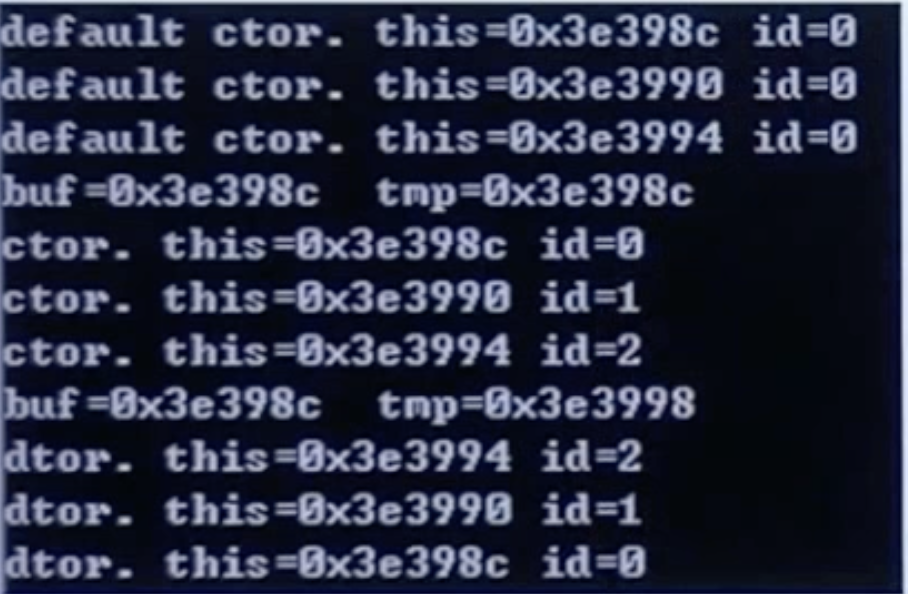 default ctor. this=0x3e398c id=0
default ctor. this=0x3e3990 id=0
default ctor. this=0x3e3994 id=0
buf=0x3e398c  tmp=0x3e398c
ctor. this=0x3e398c id=0
ctor. this=0x3e3990 id=1
ctor. this=0x3e3994 id=2
buf=0x3e398c  tmp=0x3e3998
dtor. this=0x3e3994 id=2
dtor. this=0x3e3990 id=1
dtor. this=0x3e398c id=0